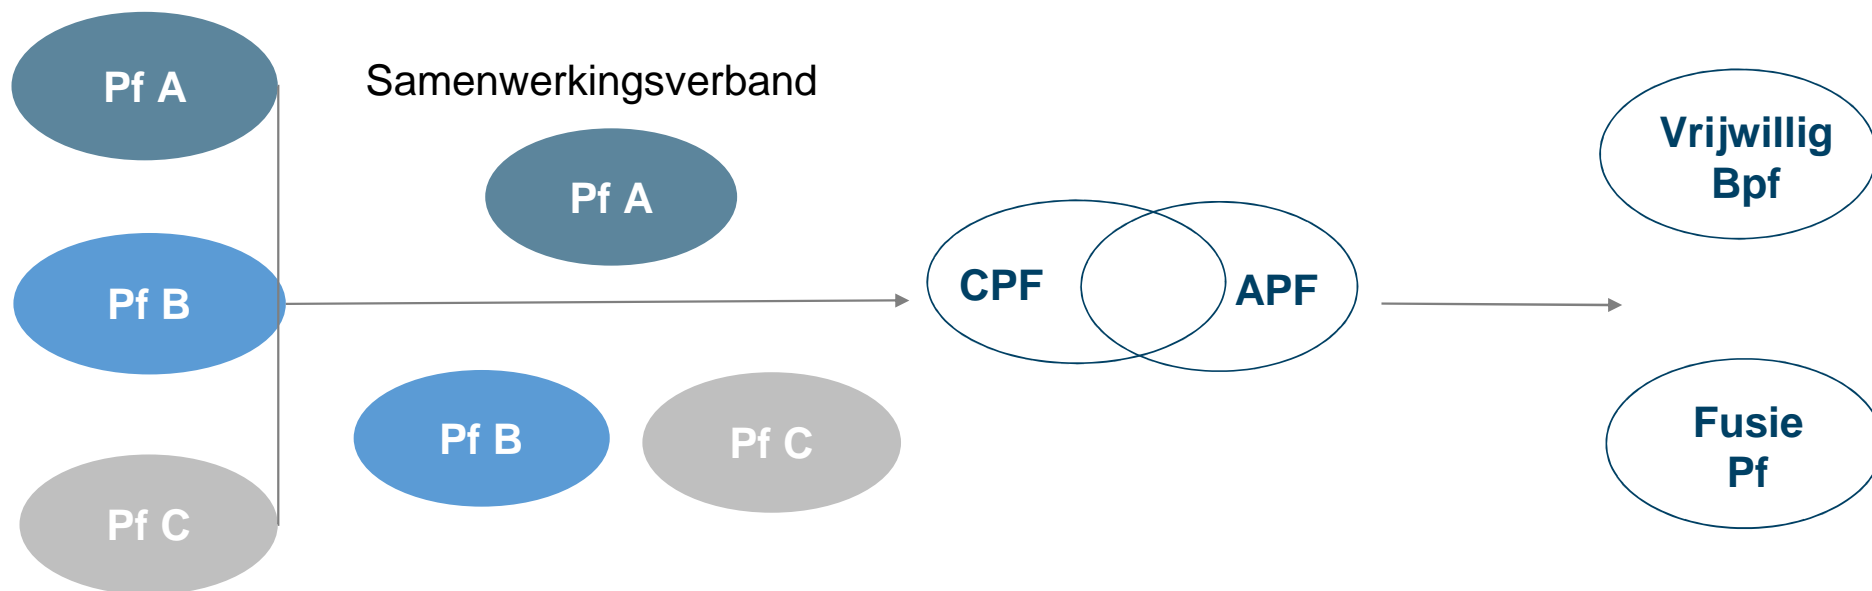 Pf A
Pf B
Pf C
Samenwerkingsverband
Pf A
Pf B
Pf C
CPF
APF
Vrijwillig
Bpf
Fusie
Pf